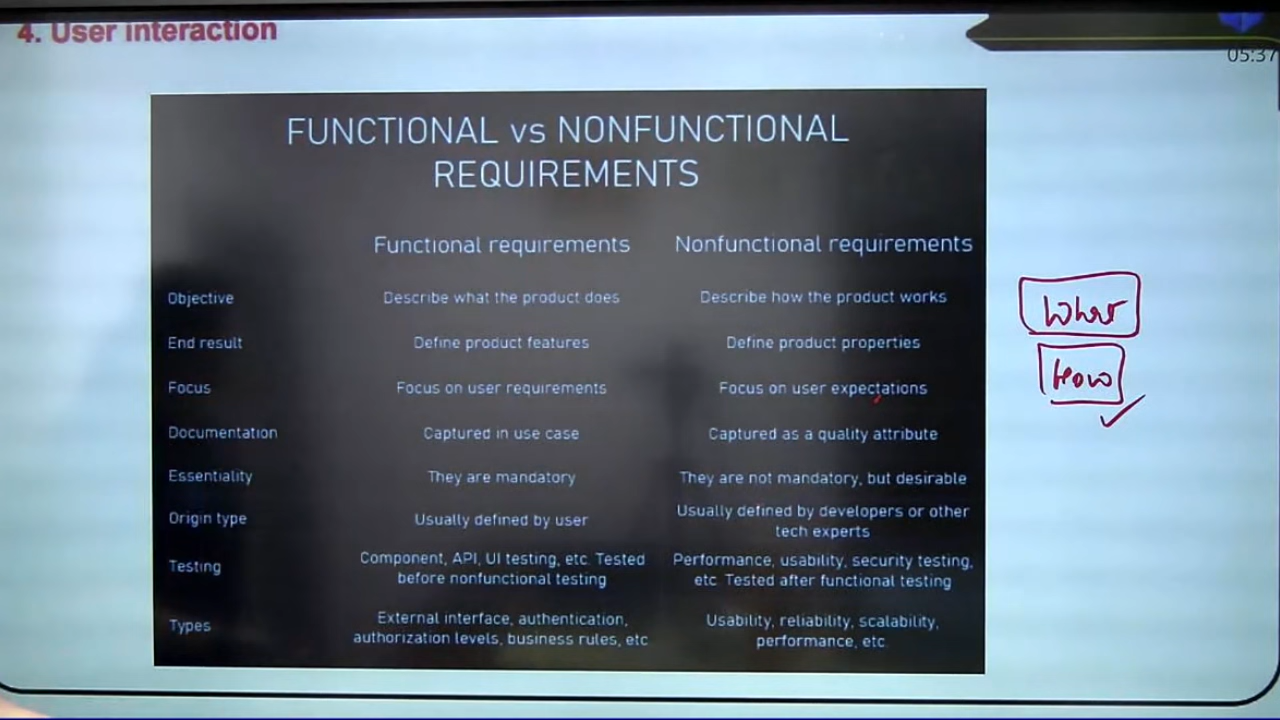 4. User interaction
05:37
FUNCTIONAL vs NONFUNCTIONAL
REQUIREMENTS
Functional requirements
Nonfunctional requirements
Objective
Describe what the product does
Describe how the product works
End result
Define product features
Define product properties
Focus
Focus on user requirements
Focus on user expectations
Documentation
Captured in use case
Captured as a quality attribute
Essentiality
They are mandatory
They are not mandatory, but desirable
Origin type
Usually defined by user
Usually defined by developers or other
tech experts
Testing
Component, API, UI testing, etc. Tested
before nonfunctional testing
Performance, usability, security testing,
etc. Tested after functional testing
Types
External interface, authentication,
authorization levels, business rules, etc
Usability, reliability, scalability,
performance, etc.
What
How